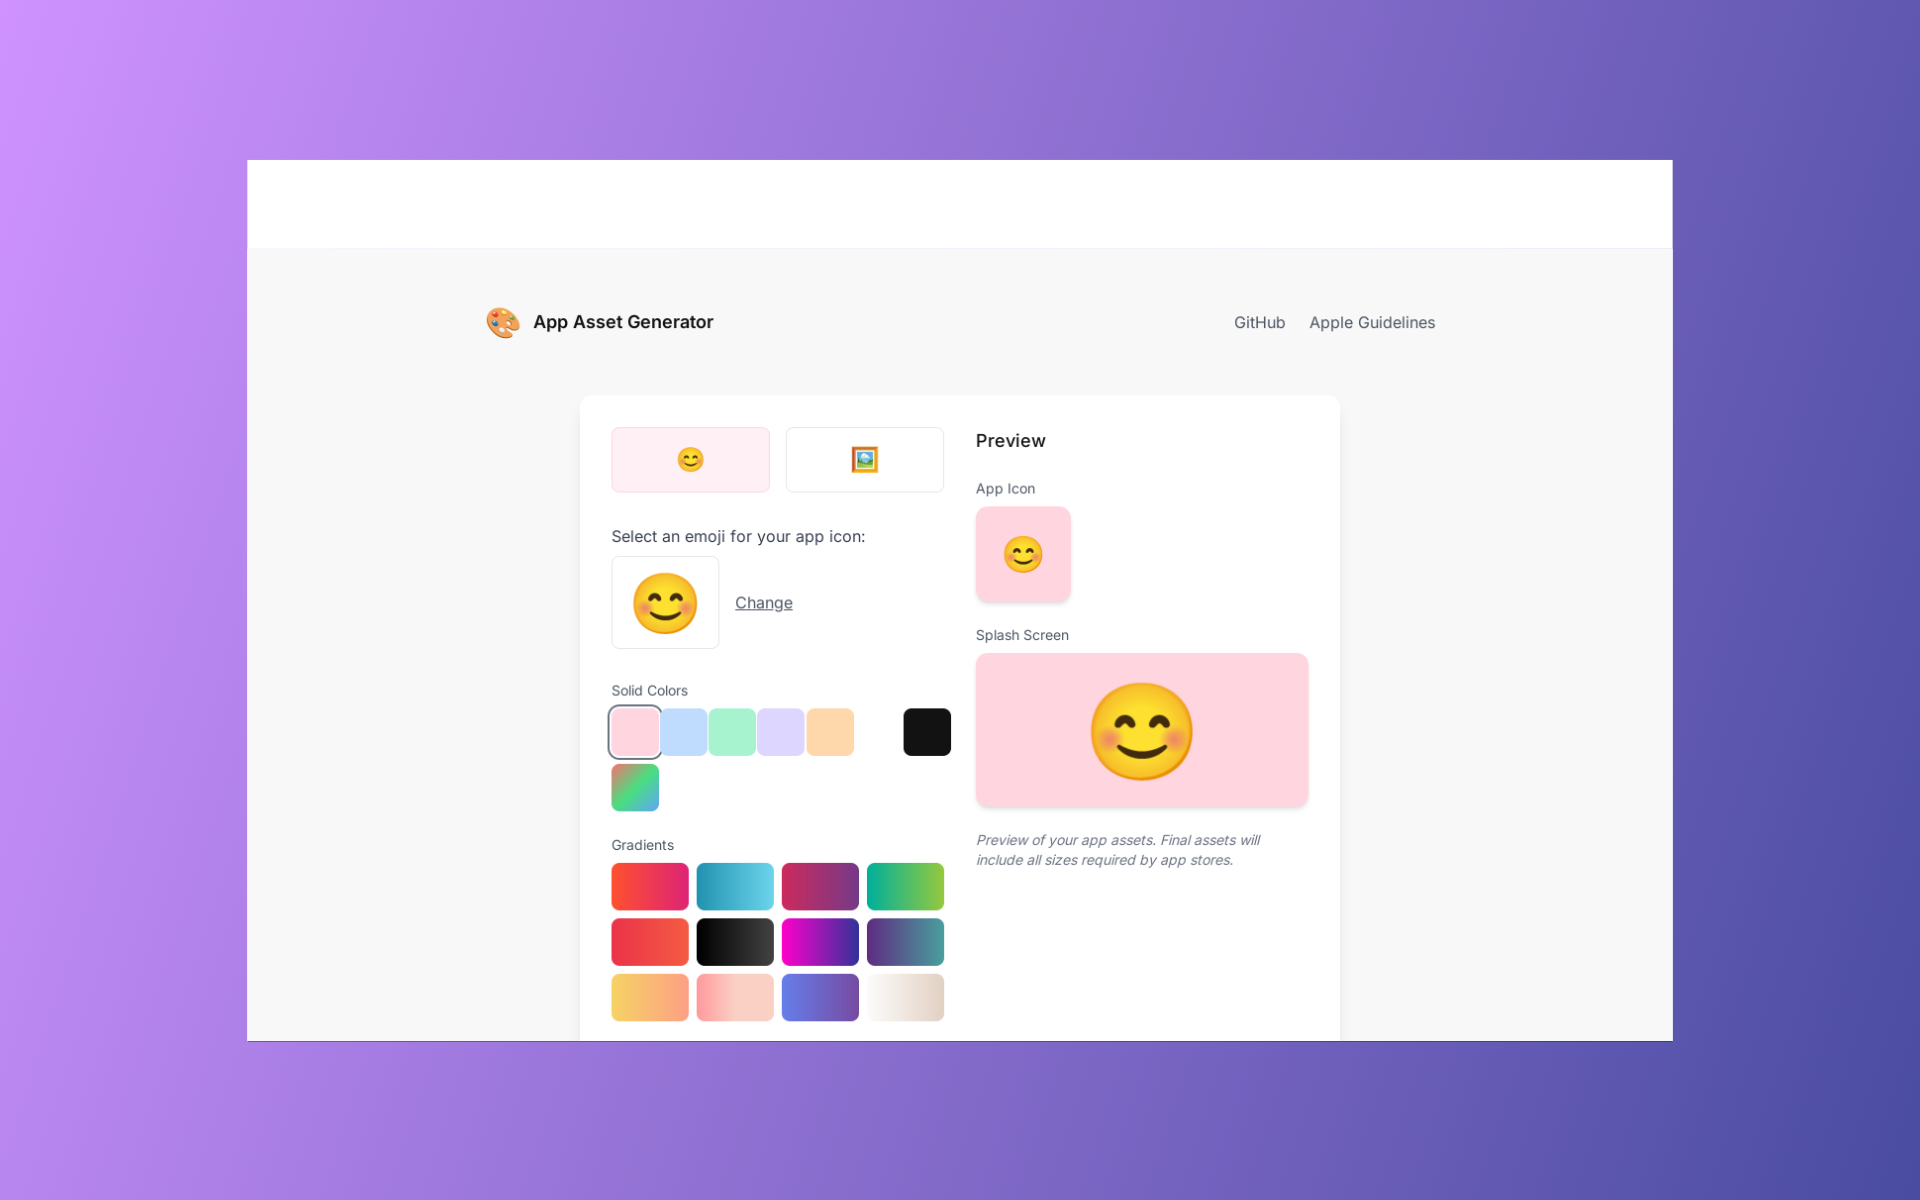 App Asset Generator
GitHub
Apple Guidelines
Select an emoji for your app icon:
Change
Solid Colors
Gradients
Preview
App Icon
Splash Screen
Preview of your app assets. Final assets will
include all sizes required by app stores.